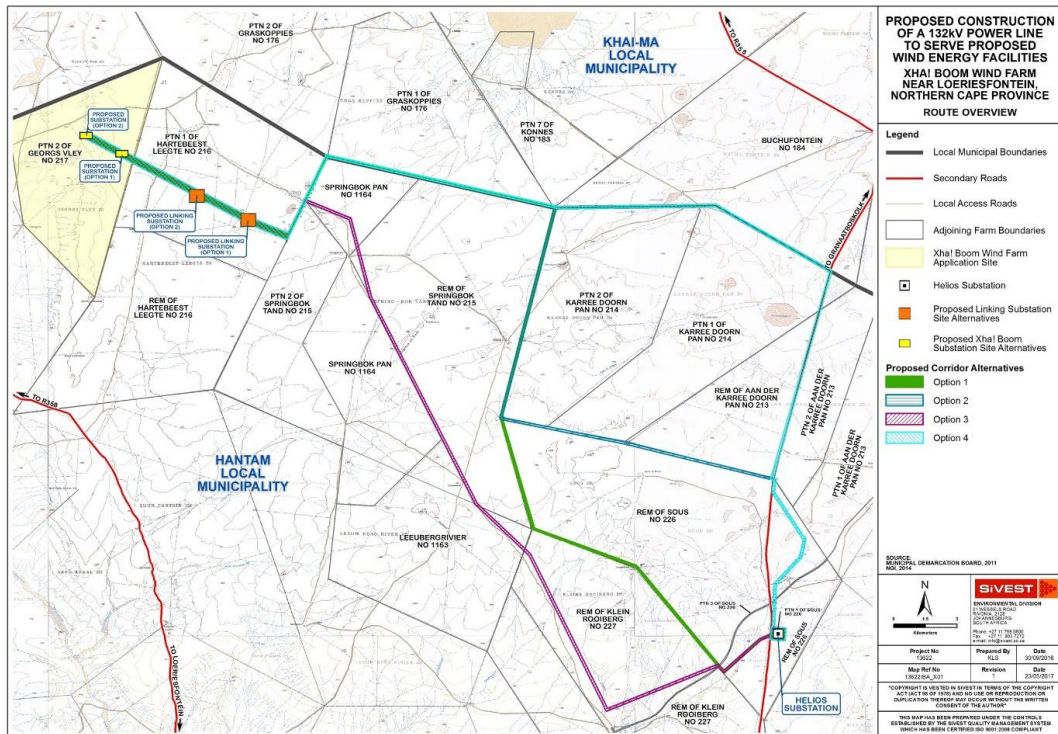 PTN 2 OF
GRASKOPPIES
NO 176
KHAI-MA
LOCAL
MUNICIPALITY
TO R358
PTN 1 OF
GRASKOPPIES
NO 176
PTN 7 OF
KONNES
NO 183
BUCHUFONTEIN
NO 184
PROPOSED
SUBSTATION
(OPTION 2)
PTN 2 OF
GEORGS VLEY
NO 217
PTN 1 OF
HARTEBEEST
LEEGTE NO 216
PROPOSED
SUBSTATION
(OPTION 1)
SPRINGBOK PAN
NO 1164
PROPOSED LINKING
SUBSTATION
(OPTION 2)
PROPOSED LINKING
SUBSTATION
(OPTION 1)
TO GRANAATBOSKOLK
REM OF
HARTEBEEST
LEEGTE NO 216
PTN 2 OF
SPRINGBOK
TAND NO 215
REM OF
SPRINGBOK
TAND NO 215
PTN 2 OF
KARREE DOORN
PAN NO 214
PTN 1 OF
KARREE DOORN
PAN NO 214
SPRINGBOK PAN
NO 1164
REM OF AAN DER
KARREE DOORN
PAN NO 213
PTN 2 OF AAN DER
KARREE DOORN
PAN NO 213
PTN 1 OF AAN DER
KARREE DOORN
PAN NO 213
TO R358
HANTAM
LOCAL
MUNICIPALITY
LEEUBERGRIVIER
NO 1163
REM OF SOUS
NO 226
REM OF KLEIN
ROOIBERG
NO 227
PTN 3 OF SOUS
NO 226
PTN 1 OF SOUS
NO 226
REM OF SOUS
NO 226
TO LOERIESFONTEIN
REM OF KLEIN
ROOIBERG
NO 227
HELIOS
SUBSTATION
PROPOSED CONSTRUCTION
OF A 132kV POWER LINE
TO SERVE PROPOSED
WIND ENERGY FACILITIES
XHA! BOOM WIND FARM
NEAR LOERIESFONTEIN,
NORTHERN CAPE PROVINCE
ROUTE OVERVIEW
Legend
Local Municipal Boundaries
Secondary Roads
Local Access Roads
Adjoining Farm Boundaries
Xha! Boom Wind Farm
Application Site
Helios Substation
Proposed Linking Substation
Site Alternatives
Proposed Xha! Boom
Substation Site Alternatives
Proposed Corridor Alternatives
Option 1
Option 2
Option 3
Option 4
SOURCE:
MUNICIPAL DEMARCATION BOARD, 2011
NGI, 2014
N
0 1.5 3
Kilometers
SiVEST
ENVIRONMENTAL DIVISION
51 WESSELS ROAD
RIVONIA, 2128
JOHANNESBURG
SOUTH AFRICA
Project No
13622
Prepared By
KLS
Date
30/09/2016
Map Ref No
13622/BA_X01
Revision
1
Date
23/05/2017
"COPYRIGHT IS VESTED IN SIVEST IN TERMS OF THE COPYRIGHT
ACT (ACT 98 OF 1978) AND NO USE OR REPRODUCTION OR
DUPLICATION THEREOF MAY OCCUR WITHOUT THE WRITTEN
CONSENT OF THE AUTHOR"
THIS MAP HAS BEEN PREPARED UNDER THE CONTROLS
ESTABLISHED BY THE SIVEST QUALITY MANAGEMENT SYSTEM
WHICH HAS BEEN CERTIFIED ISO 9001:2008 COMPLIANT